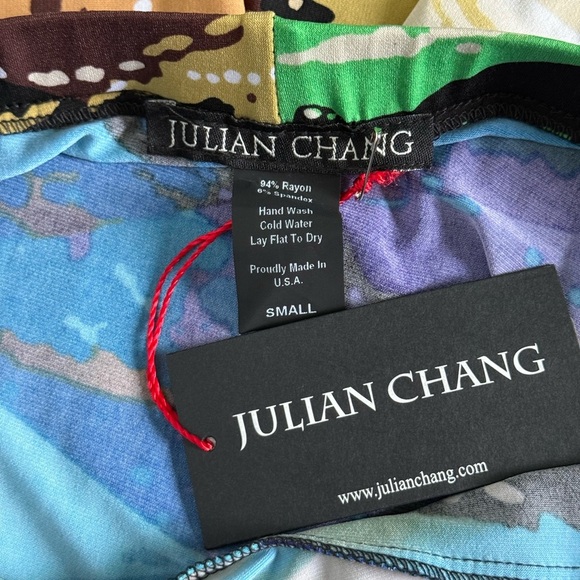 JULIAN CHANG
94% Rayon
6% Spandex
Hand Wash
Cold Water
Lay Flat To Dry
Proudly Made In
U.S.A.
SMALL
JULIAN CHANG
www.julianchang.com